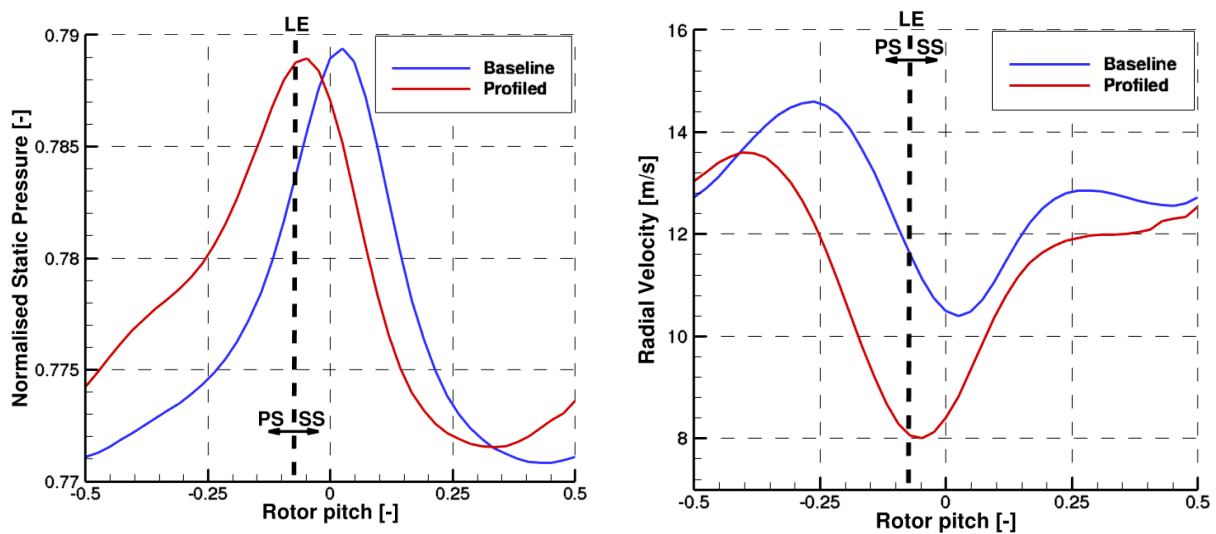 LE
Baseline
Profiled
Normalised Static Pressure [-]
0.79
0.785
0.78
0.775
0.77
PS SS
-0.5
-0.25
0
0.25
0.5
Rotor pitch [-]
LE
PS SS
Baseline
Profiled
Radial Velocity [m/s]
16
14
12
10
8
-0.5
-0.25
0
0.25
0.5
Rotor pitch [-]